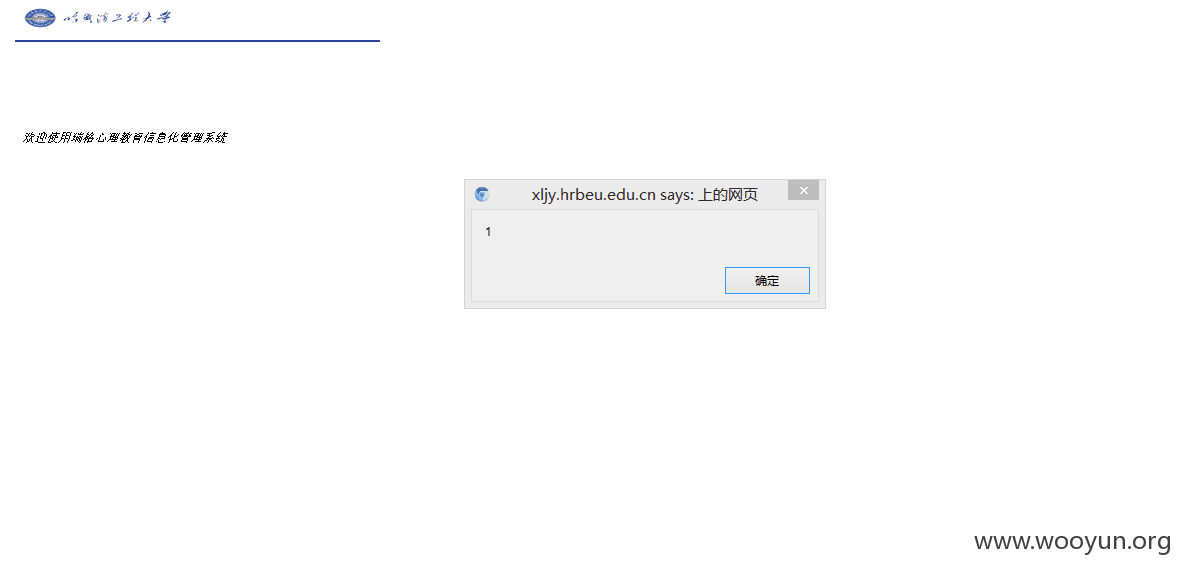 哈尔滨工程大学
欢迎使用瑞格心理教育信息化管理系统
xljy.hrbeu.edu.cn says: 上的网页
1
确定
www.wooyun.org